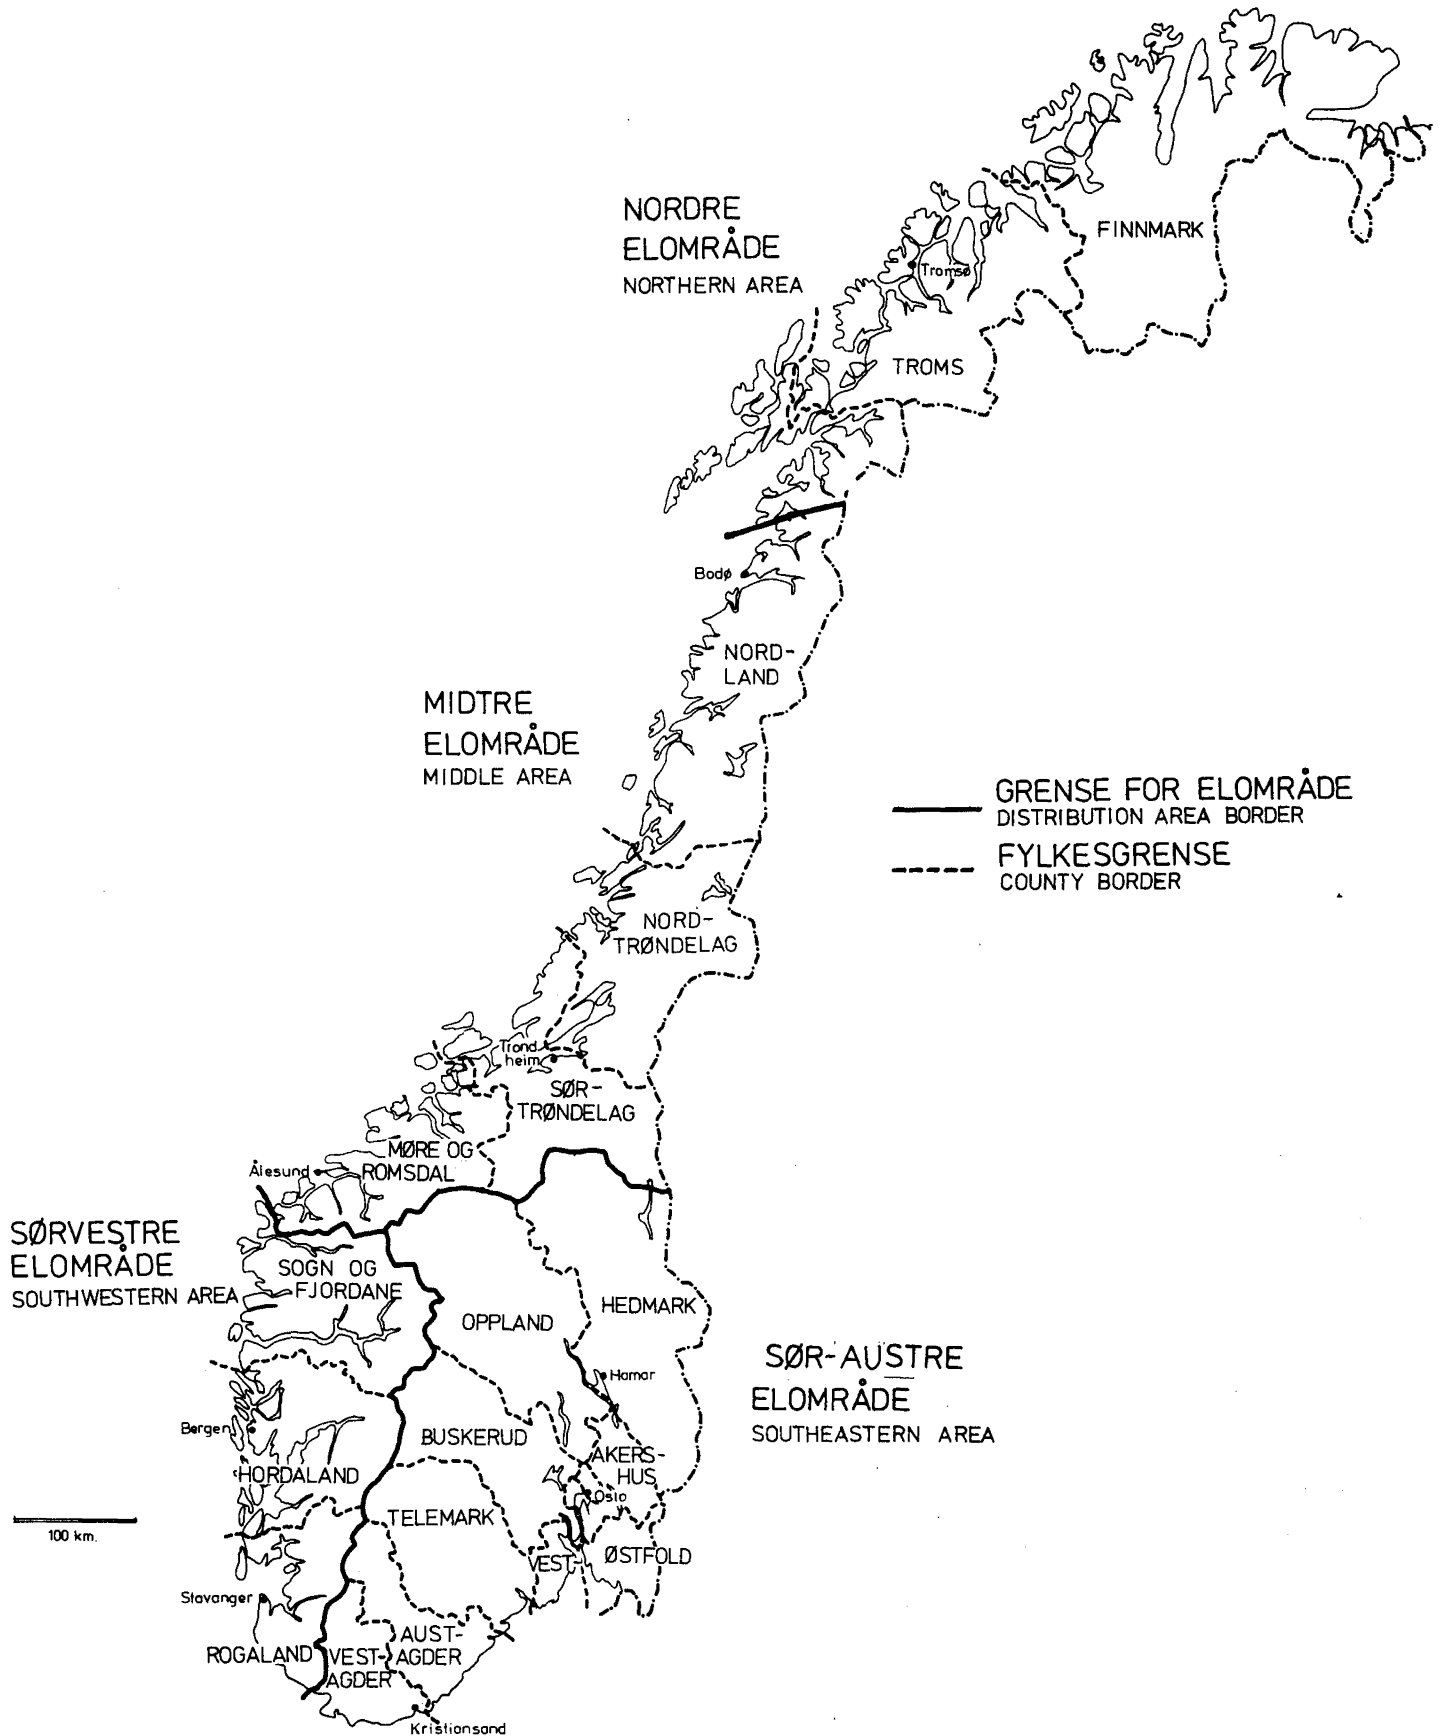 NORDRE
ELOMRÅDE
NORTHERN AREA
FINNMARK
Tromsø
TROMS
Bodø
NORD-
LAND
MIDTRE
ELOMRÅDE
MIDDLE AREA
GRENSE FOR ELOMRÅDE
DISTRIBUTION AREA BORDER
FYLKESGRENSE
COUNTY BORDER
NORD-
TRØNDELAG
Trond
heim
SØR-
TRØNDELAG
MØRE OG
ROMSDAL
Ålesund
SØRVESTRE
ELOMRÅDE
SOUTHWESTERN AREA
SOGN OG
FJORDANE
OPPLAND
HEDMARK
SØR-AUSTRE
ELOMRÅDE
SOUTHEASTERN AREA
Hamar
Bergen
BUSKERUD
AKERS-
HUS
HORDALAND
Oslo
TELEMARK
100 km.
VEST-
ØSTFOLD
Stavanger
ROGALAND
VEST-
AGDER
AUST-
AGDER
Kristiansand